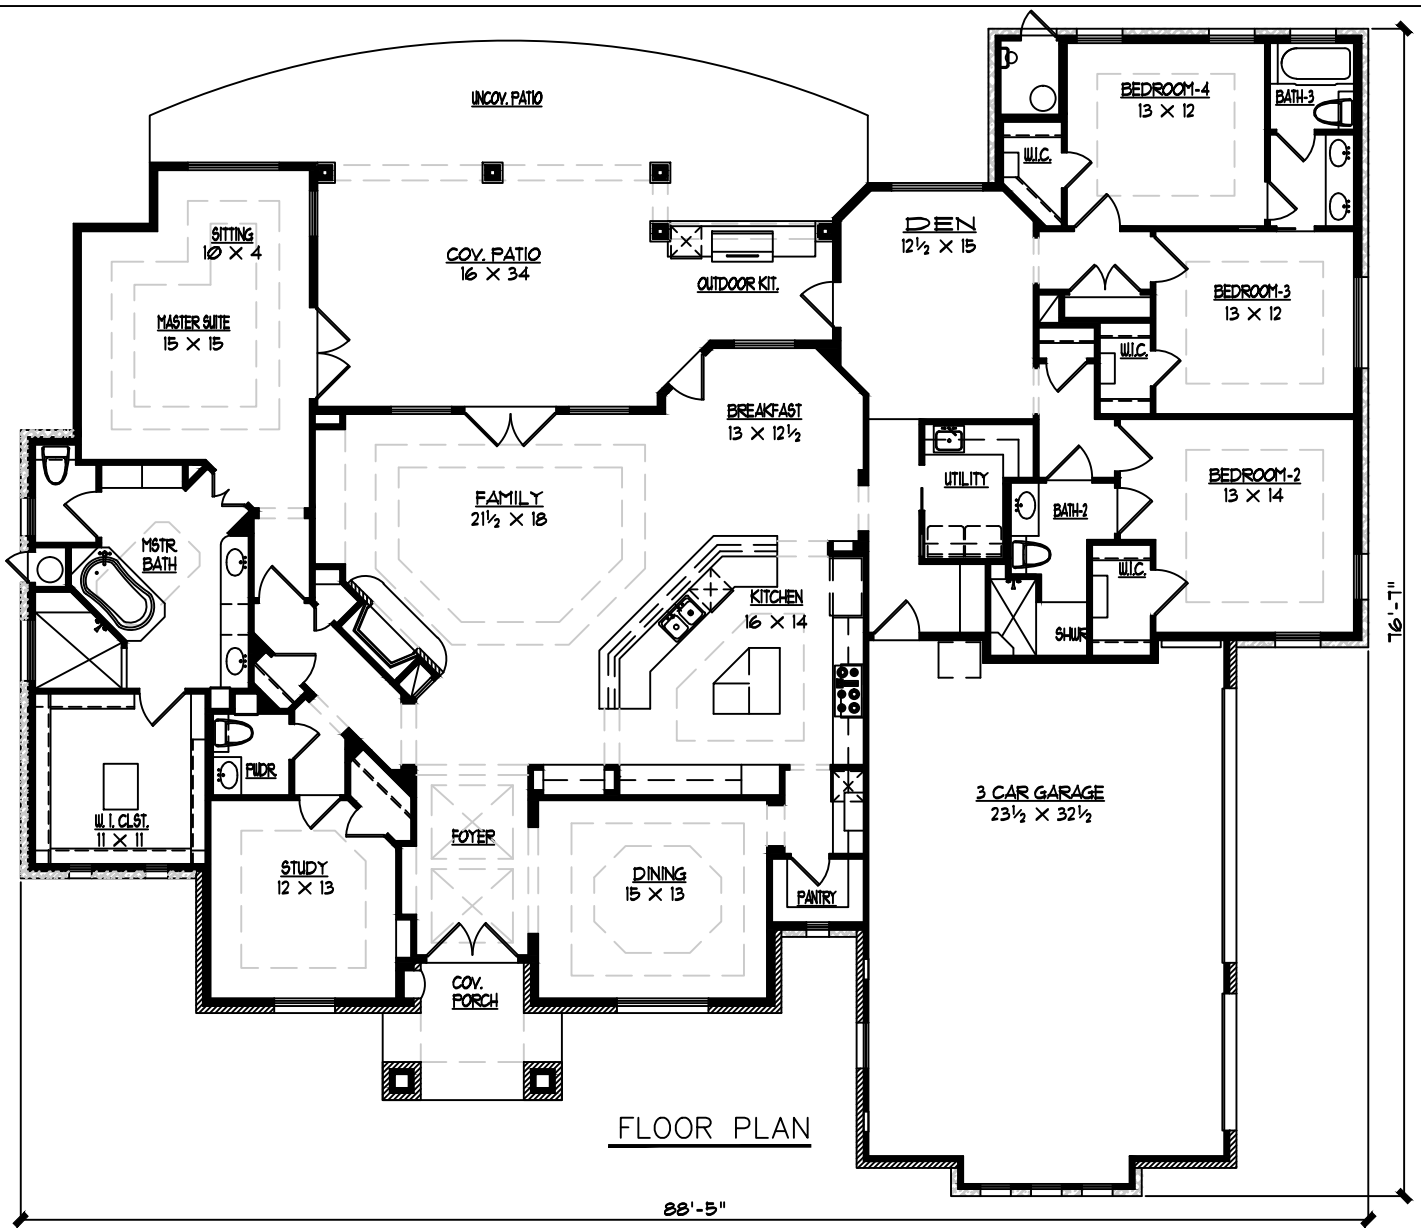 UNCOV. PATIO
BEDROOM-4
13 X 12
BATH-3
W.I.C.
SITTING
10 X 4
COV. PATIO
16 X 34
DEN
12½ X 15
OUTDOOR KIT.
BEDROOM-3
13 X 12
MASTER SUITE
15 X 15
W.I.C.
BREAKFAST
13 X 12½
FAMILY
21½ X 18
UTILITY
BEDROOM-2
13 X 14
BATH-2
MSTR
BATH
W.I.C.
KITCHEN
16 X 14
SHWR
76'-7"
PWDR
3 CAR GARAGE
23½ X 32½
W. I. CLST.
11 X 11
FOYER
STUDY
12 X 13
DINING
15 X 13
PANTRY
COV.
PORCH
FLOOR PLAN
88'-5"